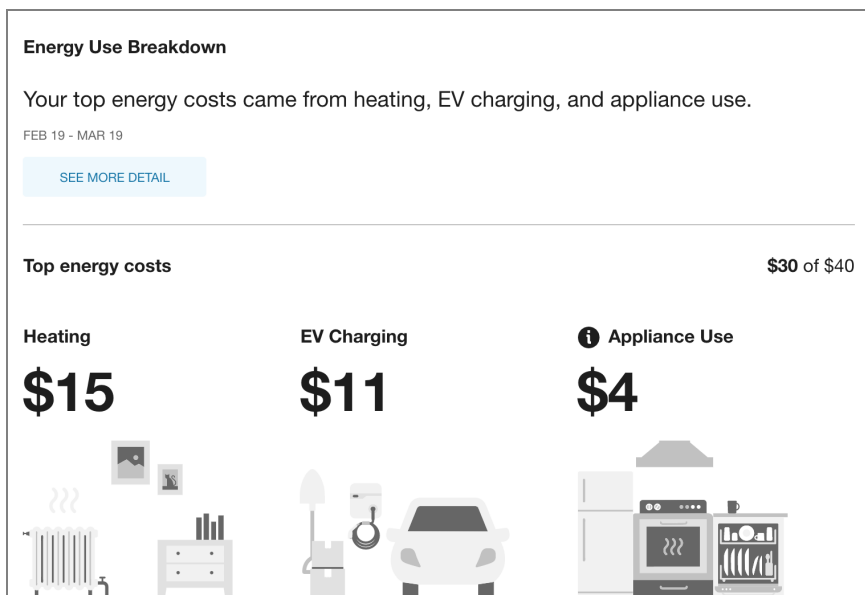 Energy Use Breakdown
Your top energy costs came from heating, EV charging, and appliance use.
FEB 19 - MAR 19
SEE MORE DETAIL
Top energy costs
$30 of $40
Heating
EV Charging
Appliance Use
$15
$11
$4